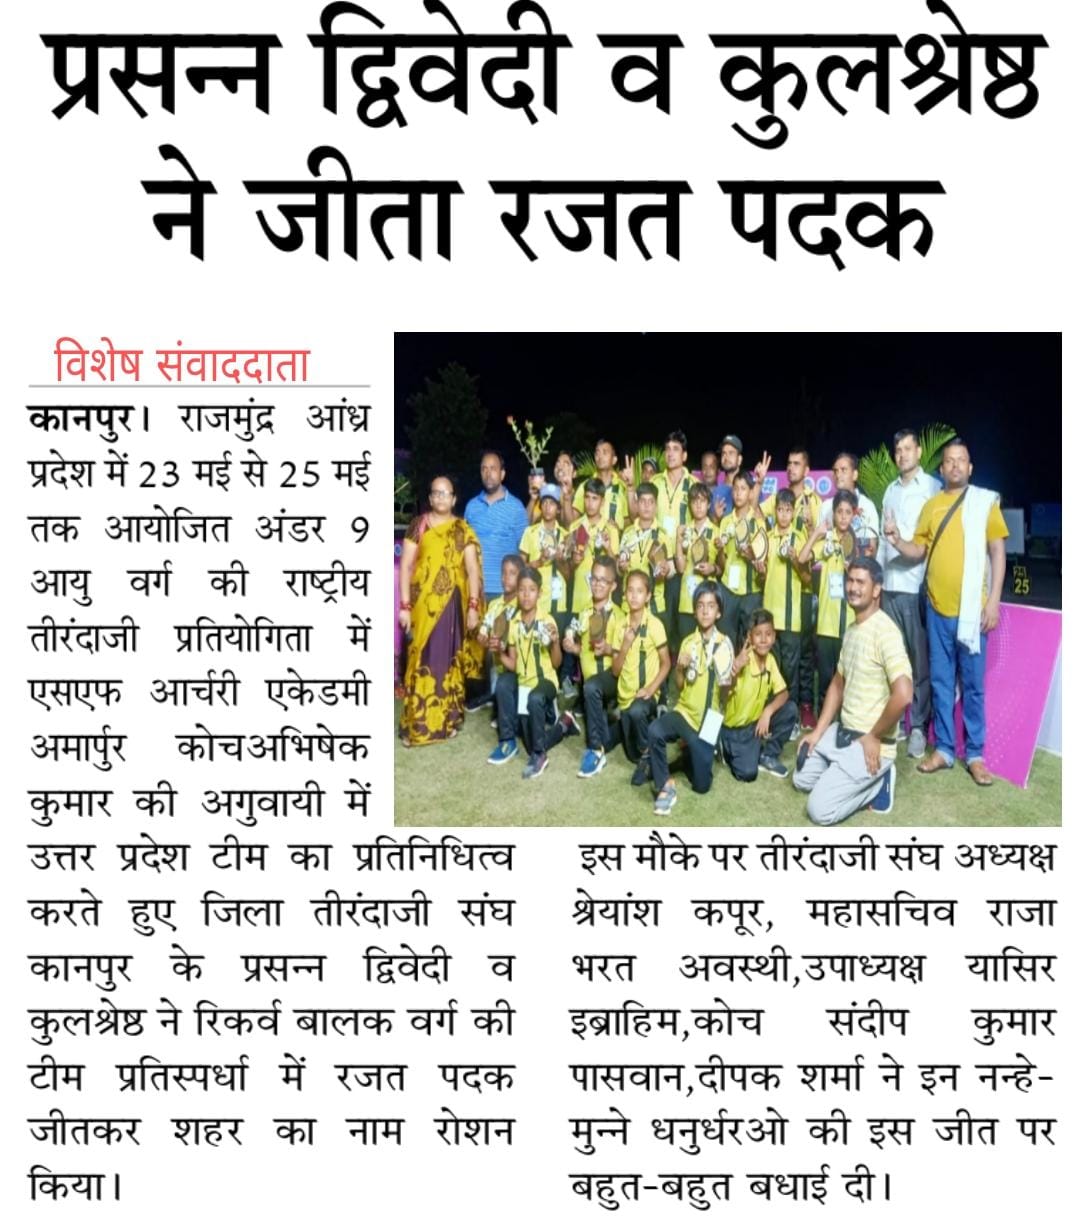 प्रसन्न द्विवेदी व कुलश्रेष्ठ
ने जीता रजत पदक
विशेष संवाददाता
कानपुर। राजमुंद्र आंध्र
प्रदेश में 23 मई से 25 मई
तक आयोजित अंडर 9
आयु वर्ग की राष्ट्रीय
तीरंदाजी प्रतियोगिता में
एसएफ आर्चरी एकेडमी
अमार्पुर कोचअभिषेक
कुमार की अगुवायी में
उत्तर प्रदेश टीम का प्रतिनिधित्व
करते हुए जिला तीरंदाजी संघ
कानपुर के प्रसन्न द्विवेदी व
कुलश्रेष्ठ ने रिकर्व बालक वर्ग की
टीम प्रतिस्पर्धा में रजत पदक
जीतकर शहर का नाम रोशन
किया।
इस मौके पर तीरंदाजी संघ अध्यक्ष
श्रेयांश कपूर, महासचिव राजा
भरत अवस्थी,उपाध्यक्ष यासिर
इब्राहिम,कोच संदीप कुमार
पासवान,दीपक शर्मा ने इन नन्हे-
मुन्ने धनुर्धरओ की इस जीत पर
बहुत-बहुत बधाई दी।
25